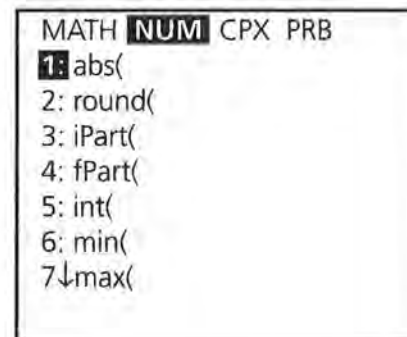 MATH NUM CPX PRB
1: abs(
2: round(
3: iPart(
4: fPart(
5: int(
6: min(
7↓max(